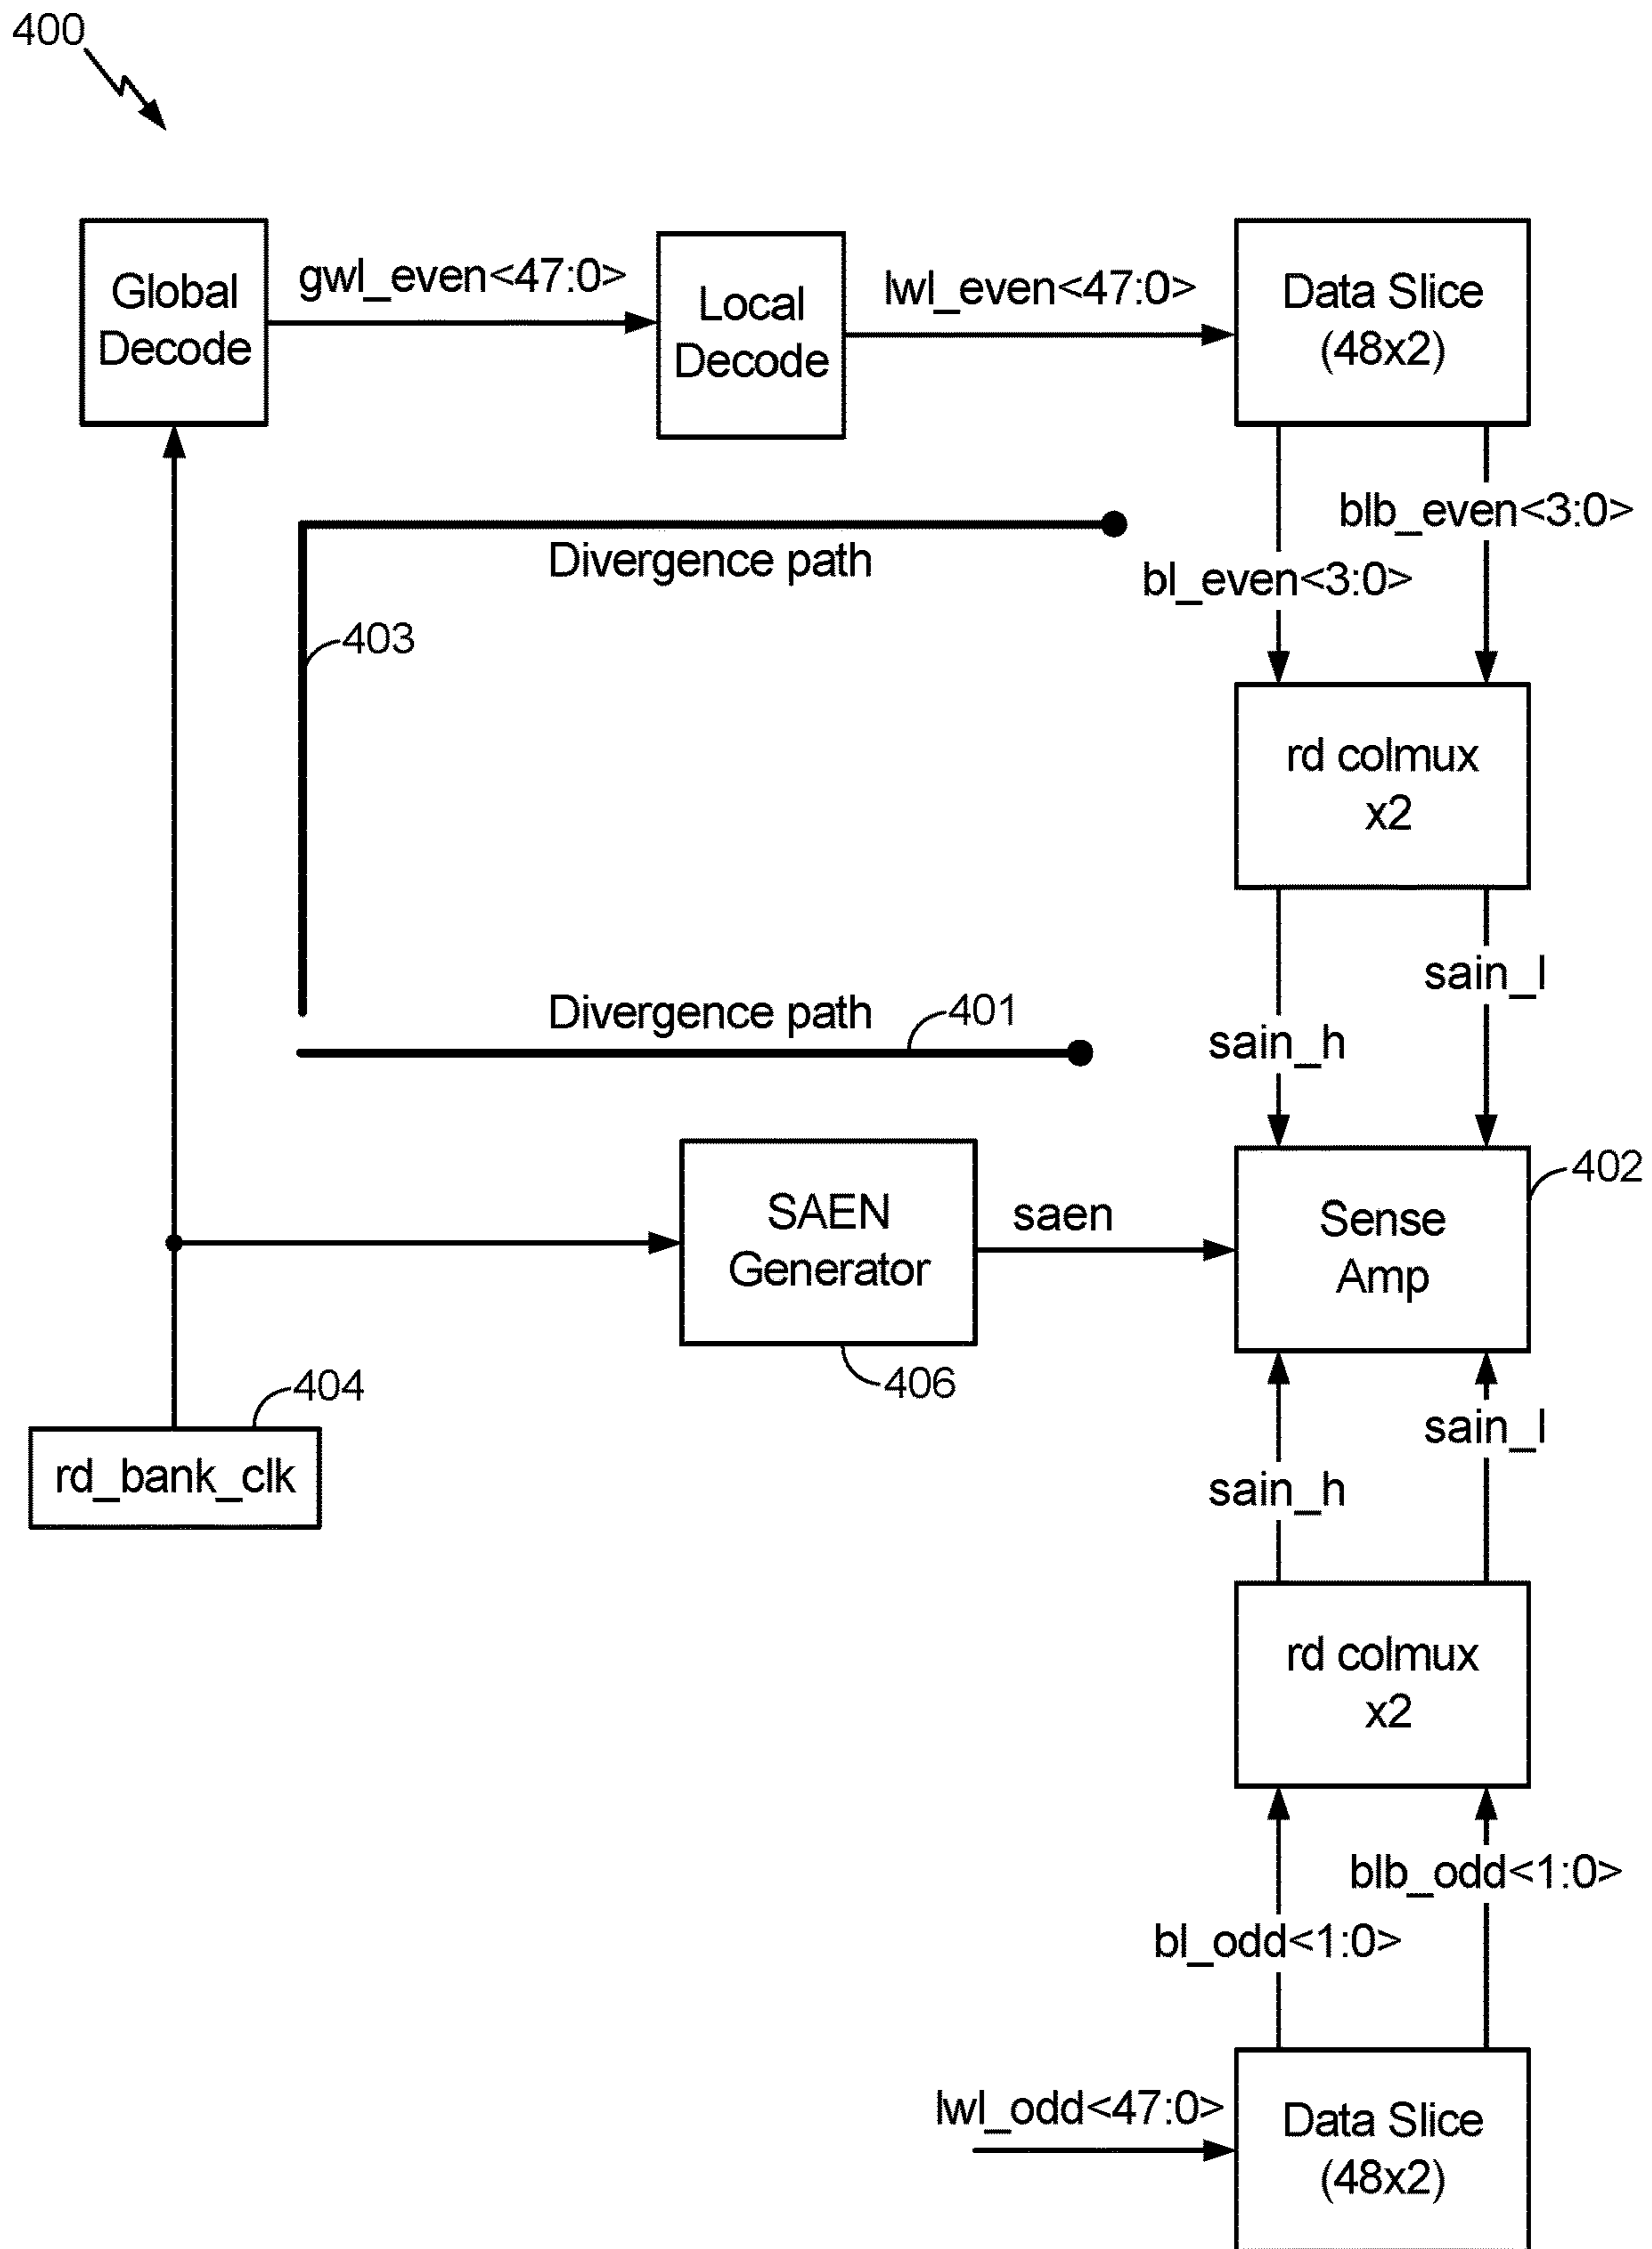 400
Global
Decode
gwl_even<47:0>
Local
Decode
lwl_even<47:0>
Data Slice
(48x2)
blb_even<3:0>
bl_even<3:0>
Divergence path
403
rd colmux
x2
sain_l
sain_h
Divergence path
401
402
SAEN
Generator
saen
Sense
Amp
406
404
rd_bank_clk
sain_l
sain_h
rd colmux
x2
blb_odd<1:0>
bl_odd<1:0>
lwl_odd<47:0>
Data Slice
(48x2)